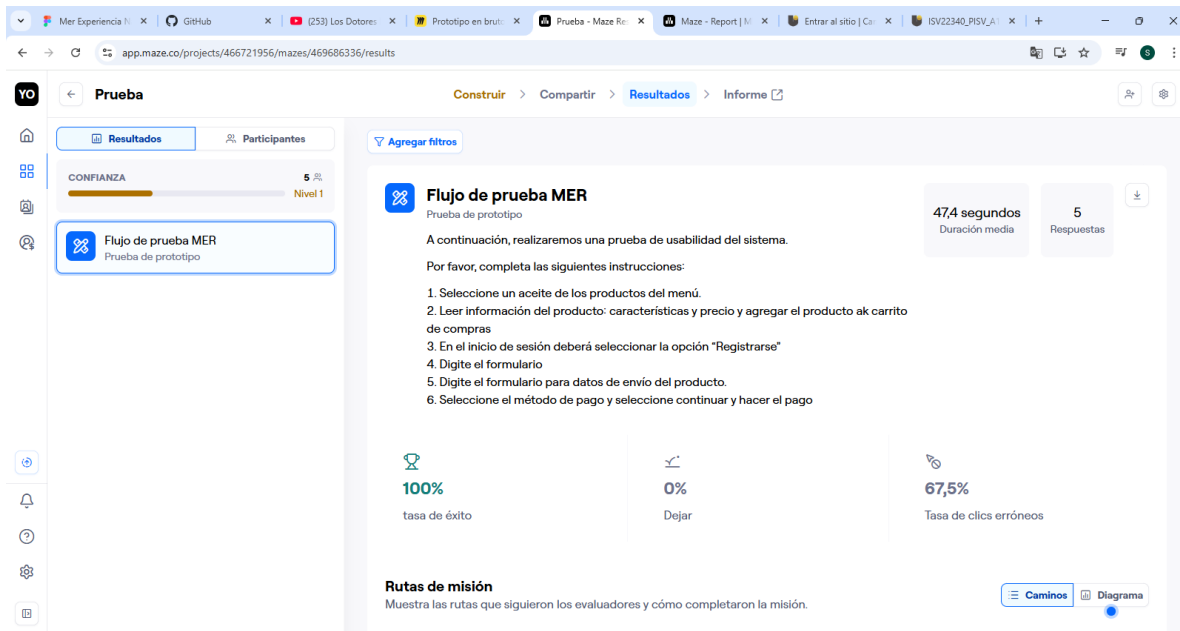 Mer Experiencia N
GitHub
(253) Los Dotores
Prototipo en bruto
Prueba - Maze Re
Maze - Report | M
Entrar al sitio | Ca
ISV22340_PISV_A1
app.maze.co/projects/466721956/mazes/469686336/results
S
YO
Prueba
Construir > Compartir > Resultados > Informe
Resultados
Participantes
Agregar filtros
CONFIANZA
5
Nivel 1
Flujo de prueba MER
Prueba de prototipo
Flujo de prueba MER
Prueba de prototipo
47,4 segundos
Duración media
5
Respuestas
A continuación, realizaremos una prueba de usabilidad del sistema.
Por favor, completa las siguientes instrucciones:
1. Seleccione un aceite de los productos del menú.
2. Leer información del producto: características y precio y agregar el producto ak carrito
de compras
3. En el inicio de sesión deberá seleccionar la opción "Registrarse"
4. Digite el formulario
5. Digite el formulario para datos de envío del producto.
6. Seleccione el método de pago y seleccione continuar y hacer el pago
100%
tasa de éxito
0%
Dejar
67,5%
Tasa de clics erróneos
Rutas de misión
Muestra las rutas que siguieron los evaluadores y cómo completaron la misión.
Caminos
Diagrama